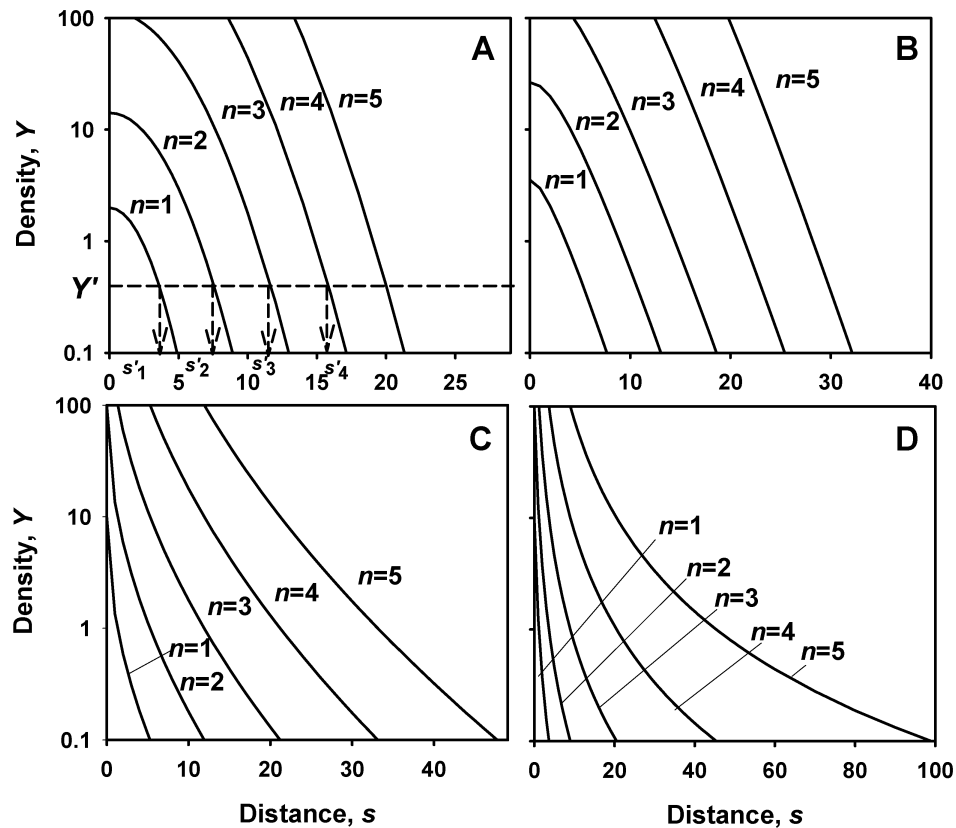 100
10
1
0.1
Density, Y
Y'
A
n=1
n=2
n=3
n=4
n=5
s'1
s'2
s'3
s'4
0 5 10 15 20 25
B
n=1
n=2
n=3
n=4
n=5
0 10 20 30 40
100
10
1
0.1
Density, Y
C
n=1
n=2
n=3
n=4
n=5
0 10 20 30 40
Distance, s
D
n=1
n=2
n=3
n=4
n=5
0 20 40 60 80 100
Distance, s